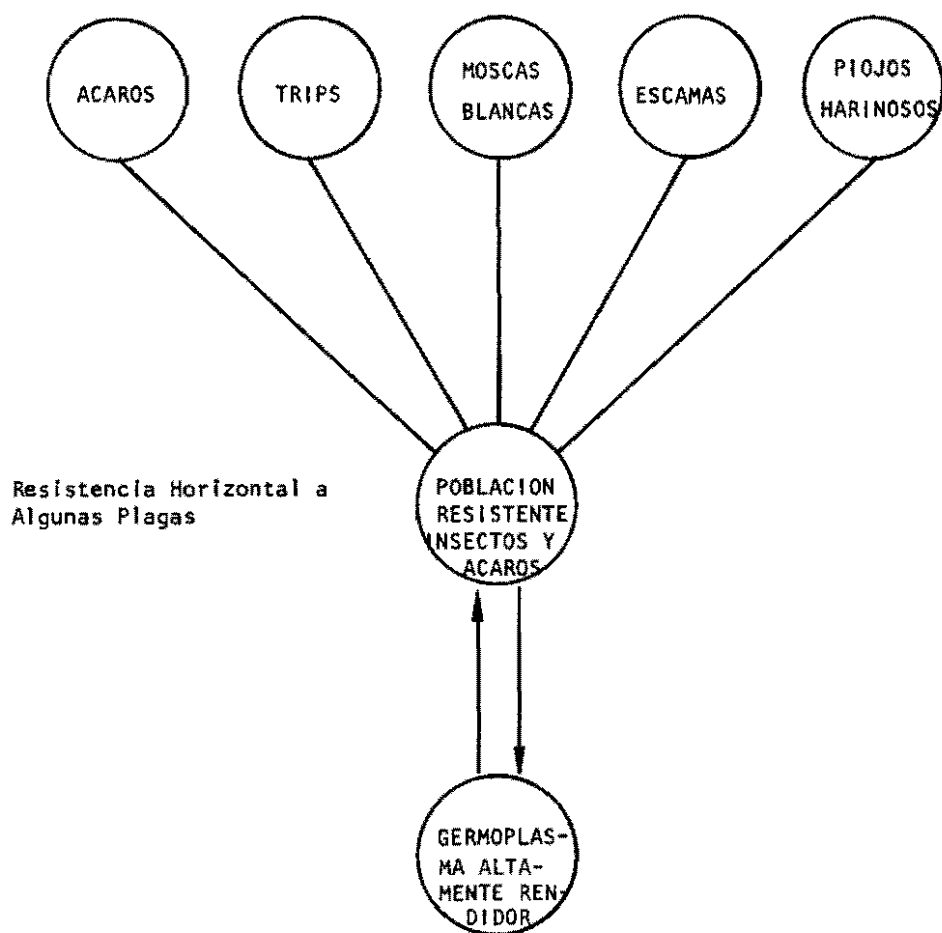 ACAROS
TRIPS
MOSCAS
BLANCAS
ESCAMAS
PIOJOS
HARINOSOS
Resistencia Horizontal a
Algunas Plagas
POBLACION
RESISTENTE
INSECTOS Y
ACAROS
GERMOPLAS-
MA ALTA-
MENTE REN-
DIDOR